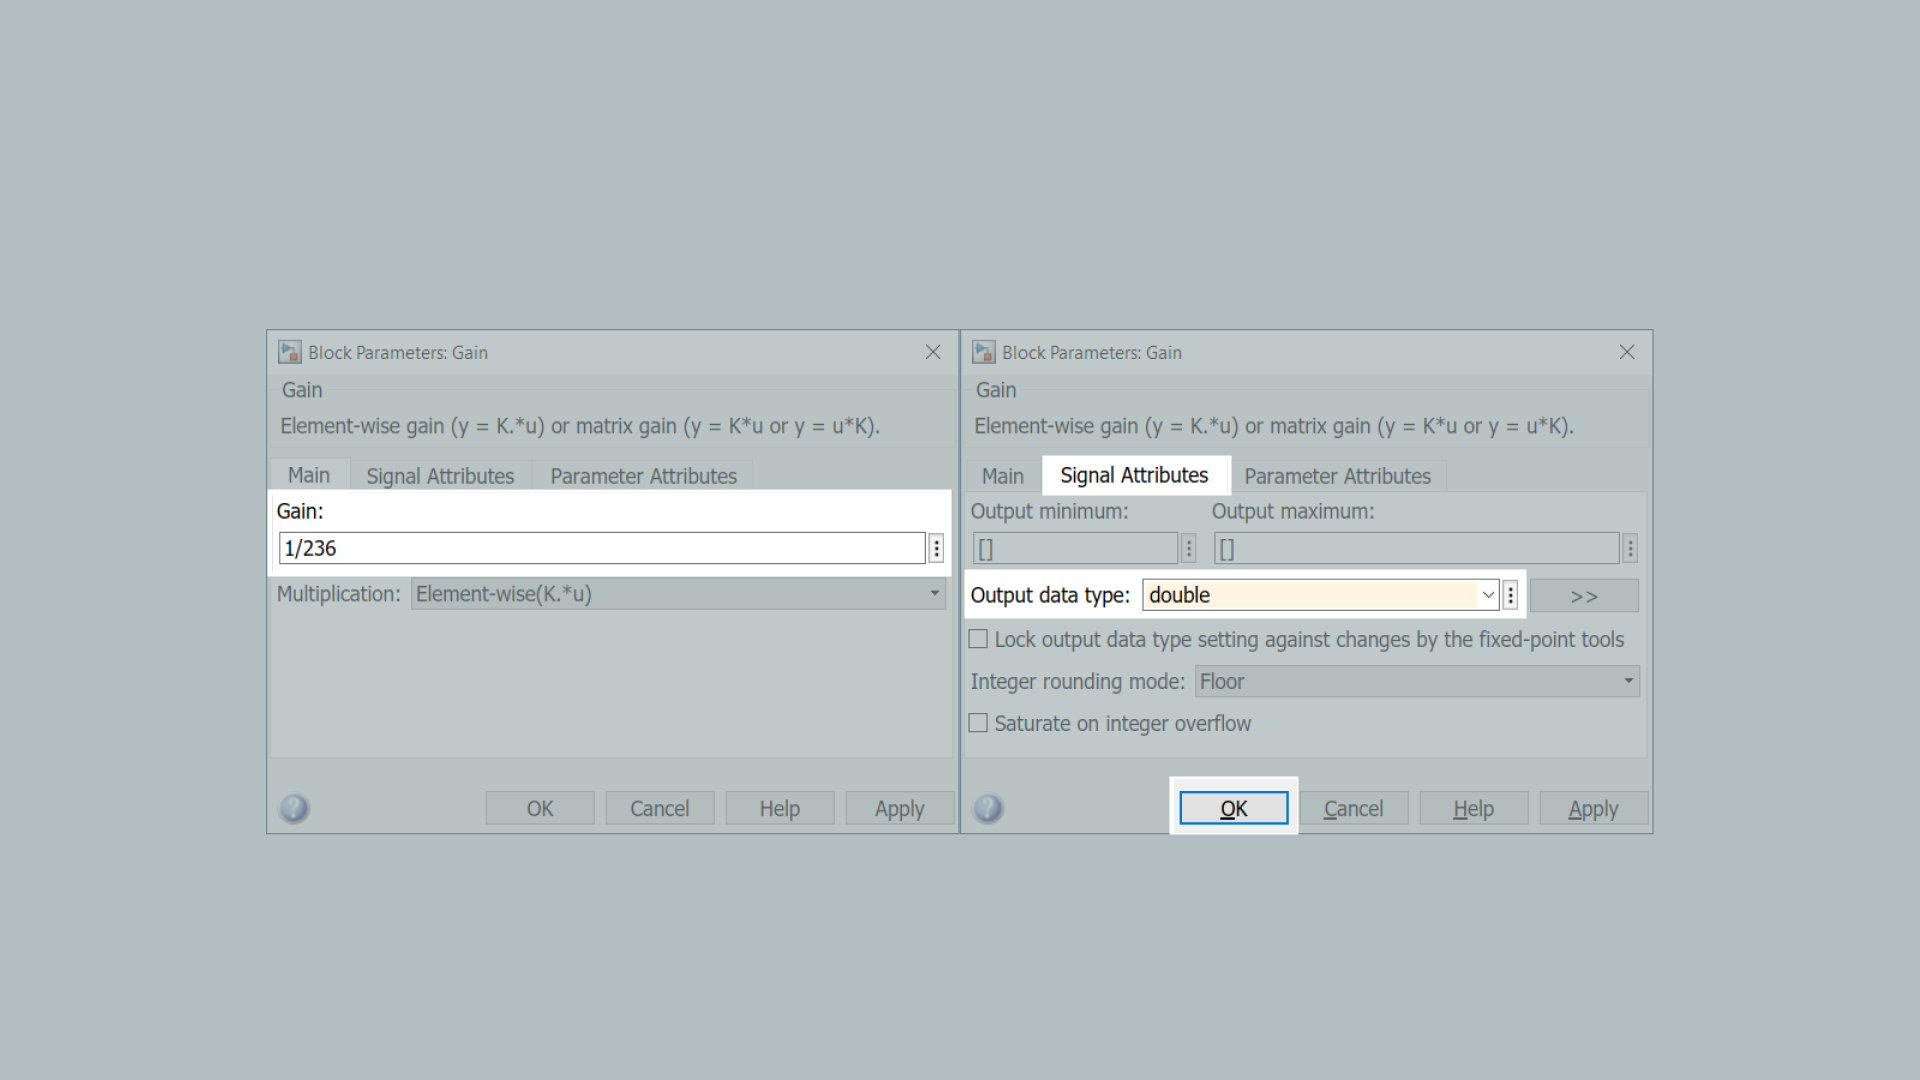 Block Parameters: Gain
Gain
Element-wise gain (y = K.*u) or matrix gain (y = K*u or y = u*K).
Main Signal Attributes Parameter Attributes
Gain:
1/236
Multiplication: Element-wise(K.*u)
OK Cancel Help Apply
Block Parameters: Gain
Gain
Element-wise gain (y = K.*u) or matrix gain (y = K*u or y = u*K).
Main Signal Attributes Parameter Attributes
Output minimum: Output maximum:
[] []
Output data type: double >>
Lock output data type setting against changes by the fixed-point tools
Integer rounding mode: Floor
Saturate on integer overflow
OK Cancel Help Apply